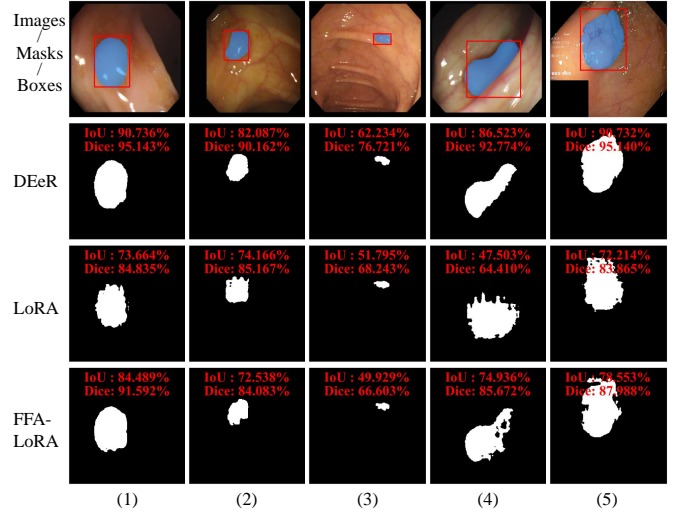 Images
/
Masks
/
Boxes
DEeR
IoU : 90.736% IoU : 82.087% IoU : 62.234% IoU : 86.523% IoU : 90.732%
Dice: 95.143% Dice: 90.162% Dice: 76.721% Dice: 92.774% Dice: 95.140%
LoRA
IoU : 73.664% IoU : 74.166% IoU : 51.795% IoU : 47.503% IoU : 72.214%
Dice: 84.835% Dice: 85.167% Dice: 68.243% Dice: 64.410% Dice: 83.865%
FFA-
LoRA
IoU : 84.489% IoU : 72.538% IoU : 49.929% IoU : 74.936% IoU : 78.553%
Dice: 91.592% Dice: 84.083% Dice: 66.603% Dice: 85.672% Dice: 87.988%
(1) (2) (3) (4) (5)